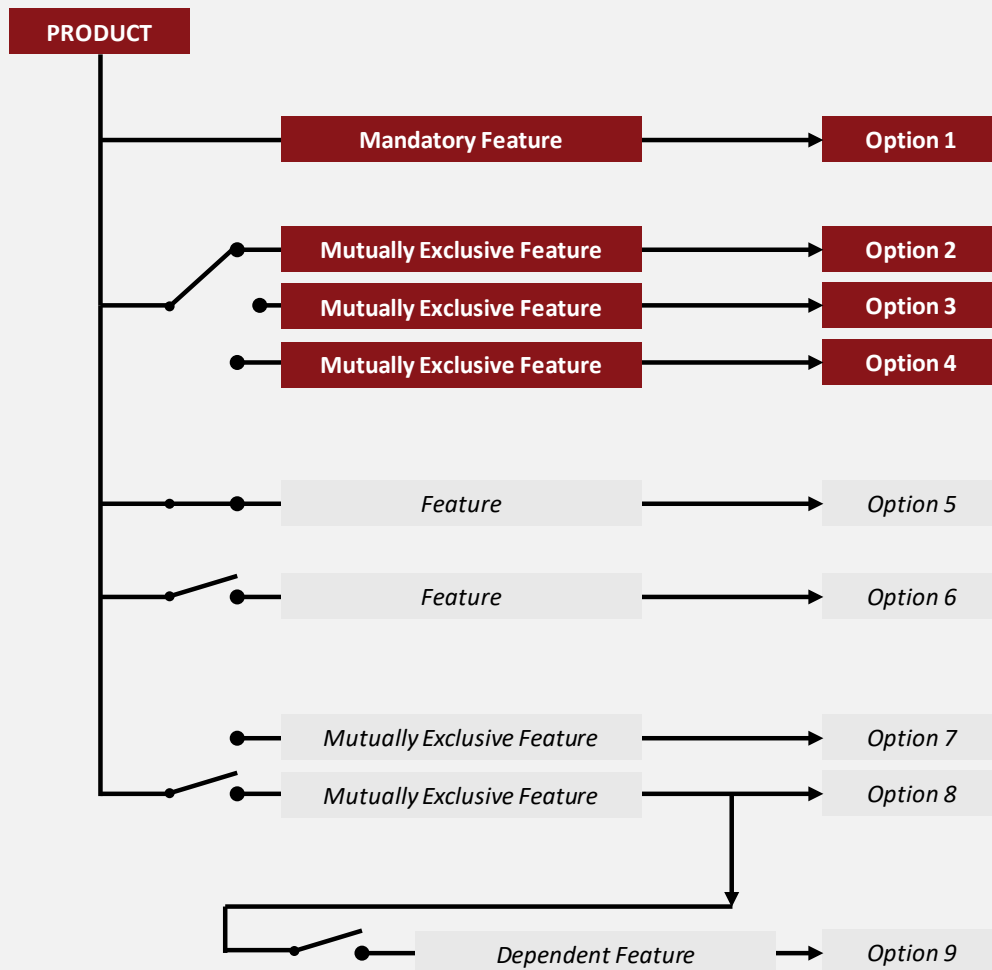 PRODUCT
Mandatory Feature
Option 1
Mutually Exclusive Feature
Option 2
Mutually Exclusive Feature
Option 3
Mutually Exclusive Feature
Option 4
Feature
Option 5
Feature
Option 6
Mutually Exclusive Feature
Option 7
Mutually Exclusive Feature
Option 8
Dependent Feature
Option 9